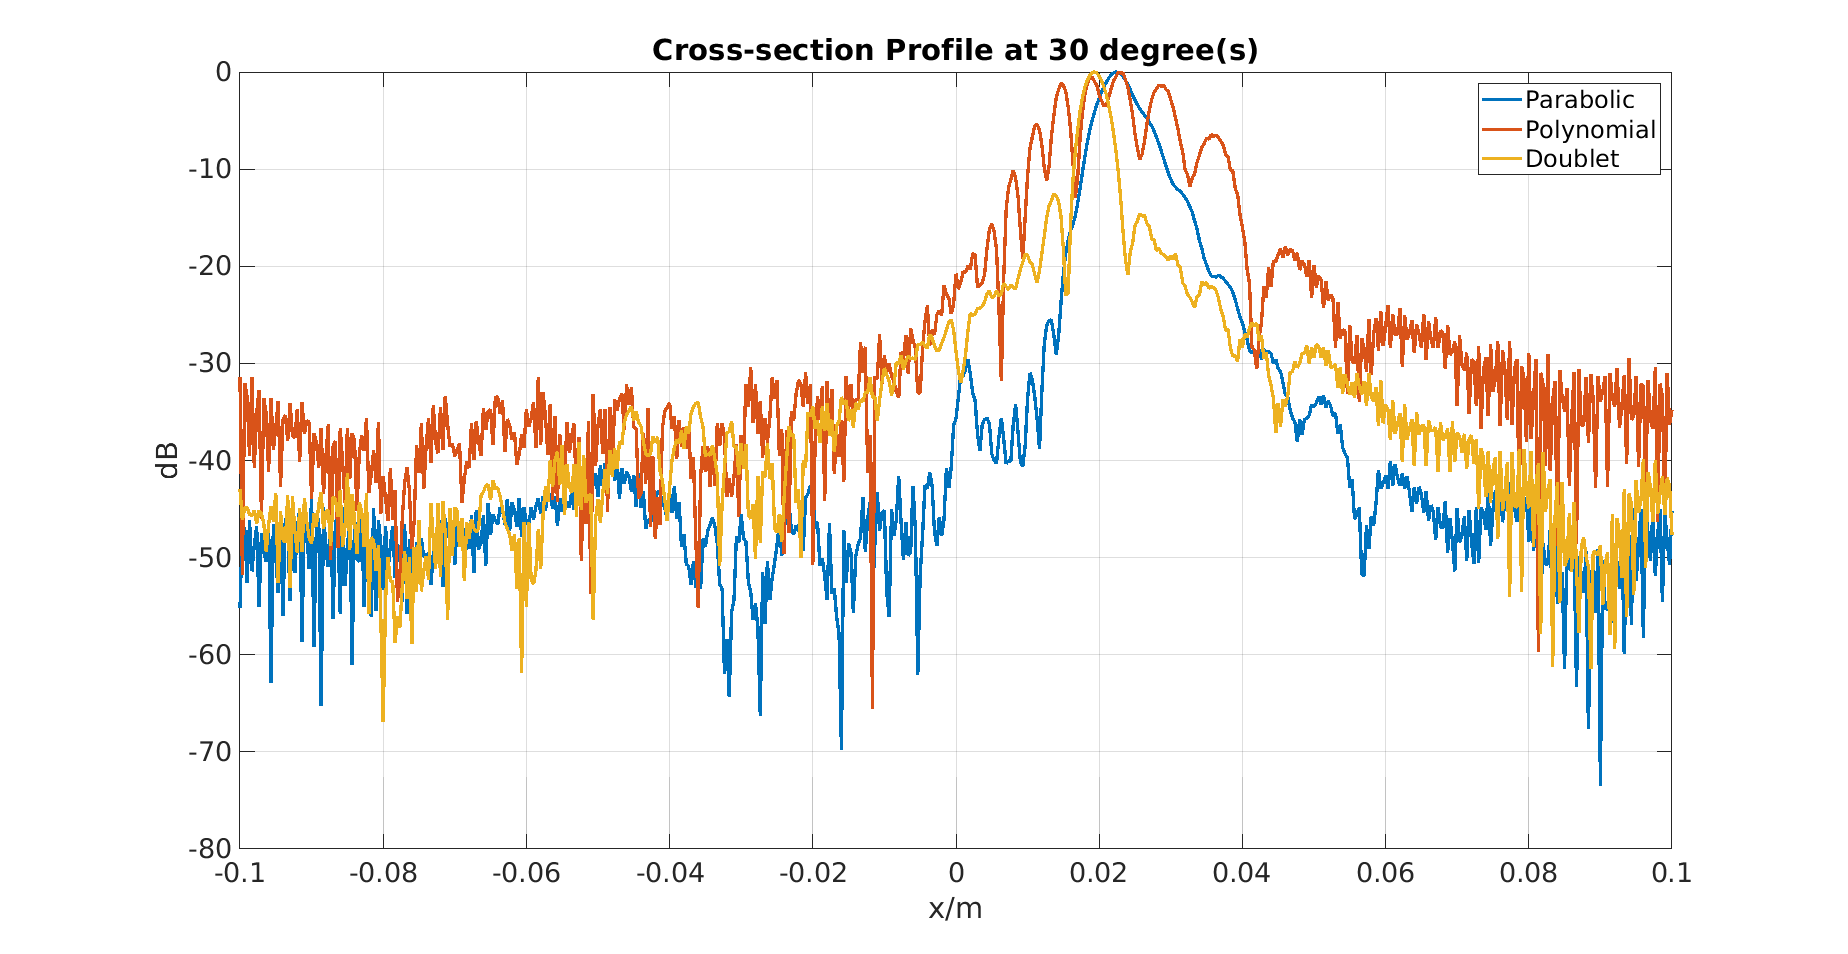 Cross-section Profile at 30 degree(s)
Parabolic
Polynomial
Doublet
0
-10
-20
-30
-40
-50
-60
-70
-80
dB
-0.1 -0.08 -0.06 -0.04 -0.02 0 0.02 0.04 0.06 0.08 0.1
x/m